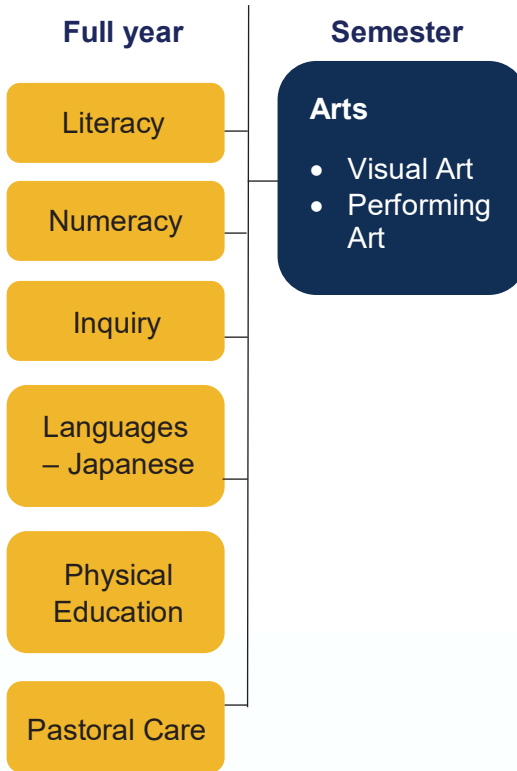 Full year
Literacy
Numeracy
Inquiry
Languages
– Japanese
Physical
Education
Pastoral Care
Semester
Arts
• Visual Art
• Performing
Art